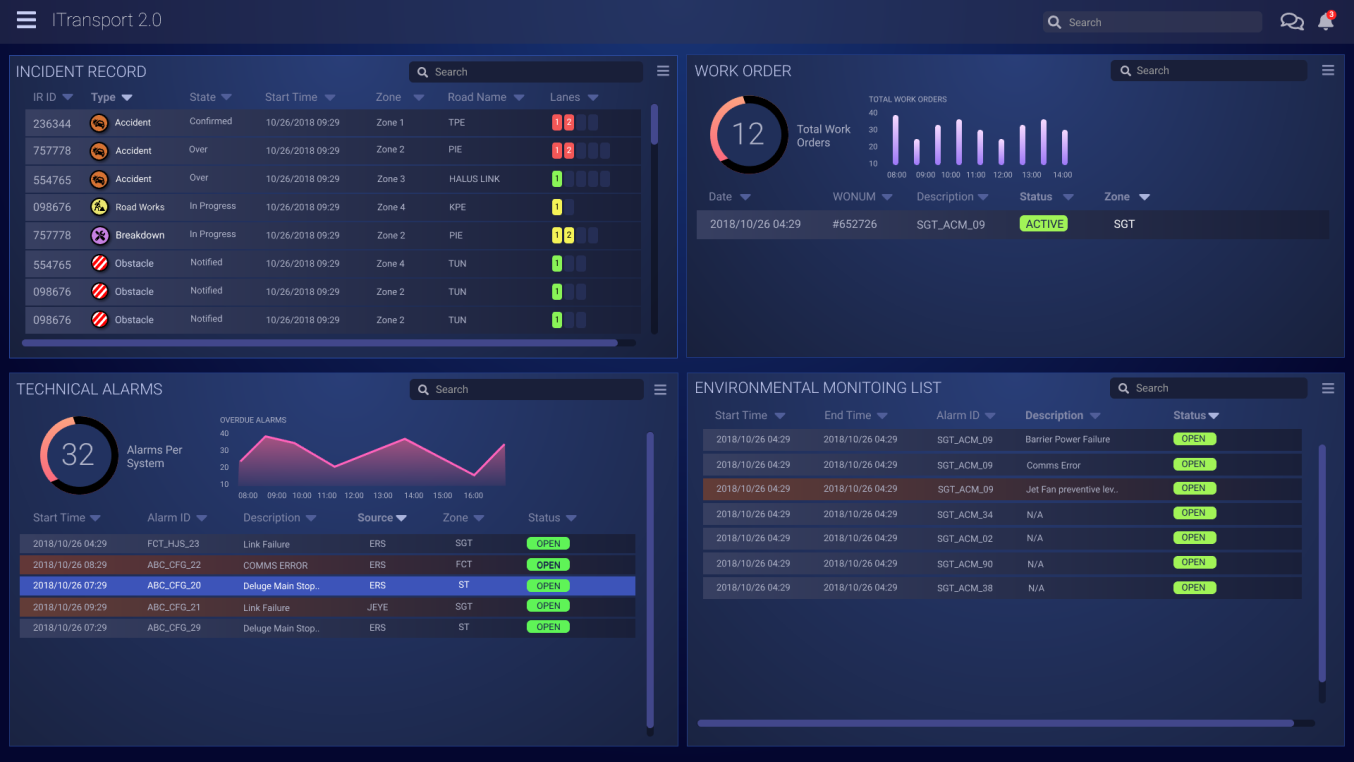 ITransport 2.0
Search
3
INCIDENT RECORD
Search
IR ID Type State Start Time Zone Road Name Lanes
236344 Accident Confirmed 10/26/2018 09:29 Zone 1 TPE 1 2
757778 Accident Over 10/26/2018 09:29 Zone 2 PIE 1 2
554765 Accident Over 10/26/2018 09:29 Zone 3 HALUS LINK 1
098676 Road Works In Progress 10/26/2018 09:29 Zone 4 KPE 1
757778 Breakdown In Progress 10/26/2018 09:29 Zone 2 PIE 1 2
554765 Obstacle Notified 10/26/2018 09:29 Zone 4 TUN 1
098676 Obstacle Notified 10/26/2018 09:29 Zone 2 TUN 1
098676 Obstacle Notified 10/26/2018 09:29 Zone 2 TUN 1
WORK ORDER
Search
12
Total Work
Orders
TOTAL WORK ORDERS
40
30
20
10
08:00 09:00 10:00 11:00 12:00 13:00 14:00
Date WONUM Description Status Zone
2018/10/26 04:29 #652726 SGT_ACM_09 ACTIVE SGT
TECHNICAL ALARMS
Search
32
Alarms Per
System
OVERDUE ALARMS
40
30
20
10
08:00 09:00 10:00 11:00 12:00 13:00 14:00 15:00 16:00
Start Time Alarm ID Description Source Zone Status
2018/10/26 04:29 FCT_HJS_23 Link Failure ERS SGT OPEN
2018/10/26 08:29 ABC_CFG_22 COMMS ERROR ERS FCT OPEN
2018/10/26 07:29 ABC_CFG_20 Deluge Main Stop.. ERS ST OPEN
2018/10/26 09:29 ABC_CFG_21 Link Failure JEYE SGT OPEN
2018/10/26 07:29 ABC_CFG_29 Deluge Main Stop.. ERS ST OPEN
ENVIRONMENTAL MONITOING LIST
Search
Start Time End Time Alarm ID Description Status
2018/10/26 04:29 2018/10/26 04:29 SGT_ACM_09 Barrier Power Failure OPEN
2018/10/26 04:29 2018/10/26 04:29 SGT_ACM_09 Comms Error OPEN
2018/10/26 04:29 2018/10/26 04:29 SGT_ACM_09 Jet Fan preventive lev.. OPEN
2018/10/26 04:29 2018/10/26 04:29 SGT_ACM_34 N/A OPEN
2018/10/26 04:29 2018/10/26 04:29 SGT_ACM_02 N/A OPEN
2018/10/26 04:29 2018/10/26 04:29 SGT_ACM_90 N/A OPEN
2018/10/26 04:29 2018/10/26 04:29 SGT_ACM_38 N/A OPEN